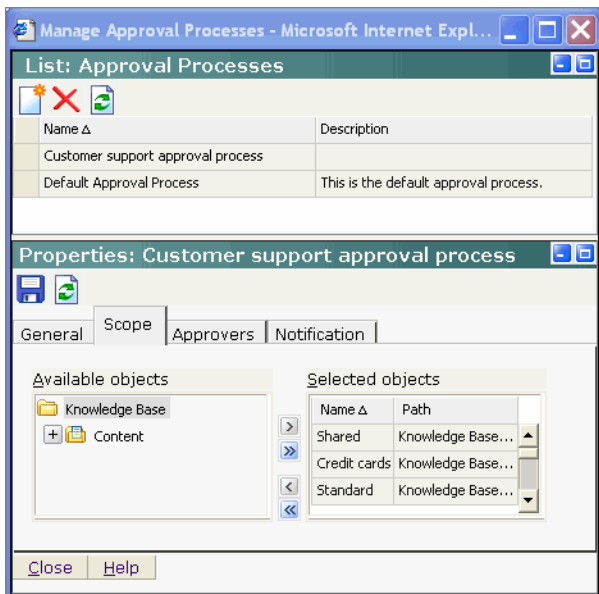 Manage Approval Processes - Microsoft Internet Expl...
List: Approval Processes
Name Description
Customer support approval process
Default Approval Process This is the default approval process.
Properties: Customer support approval process
General Scope Approvers Notification
Available objects Selected objects
Knowledge Base Name Path
Content Shared Knowledge Base...
Credit cards Knowledge Base...
Standard Knowledge Base...
Close Help